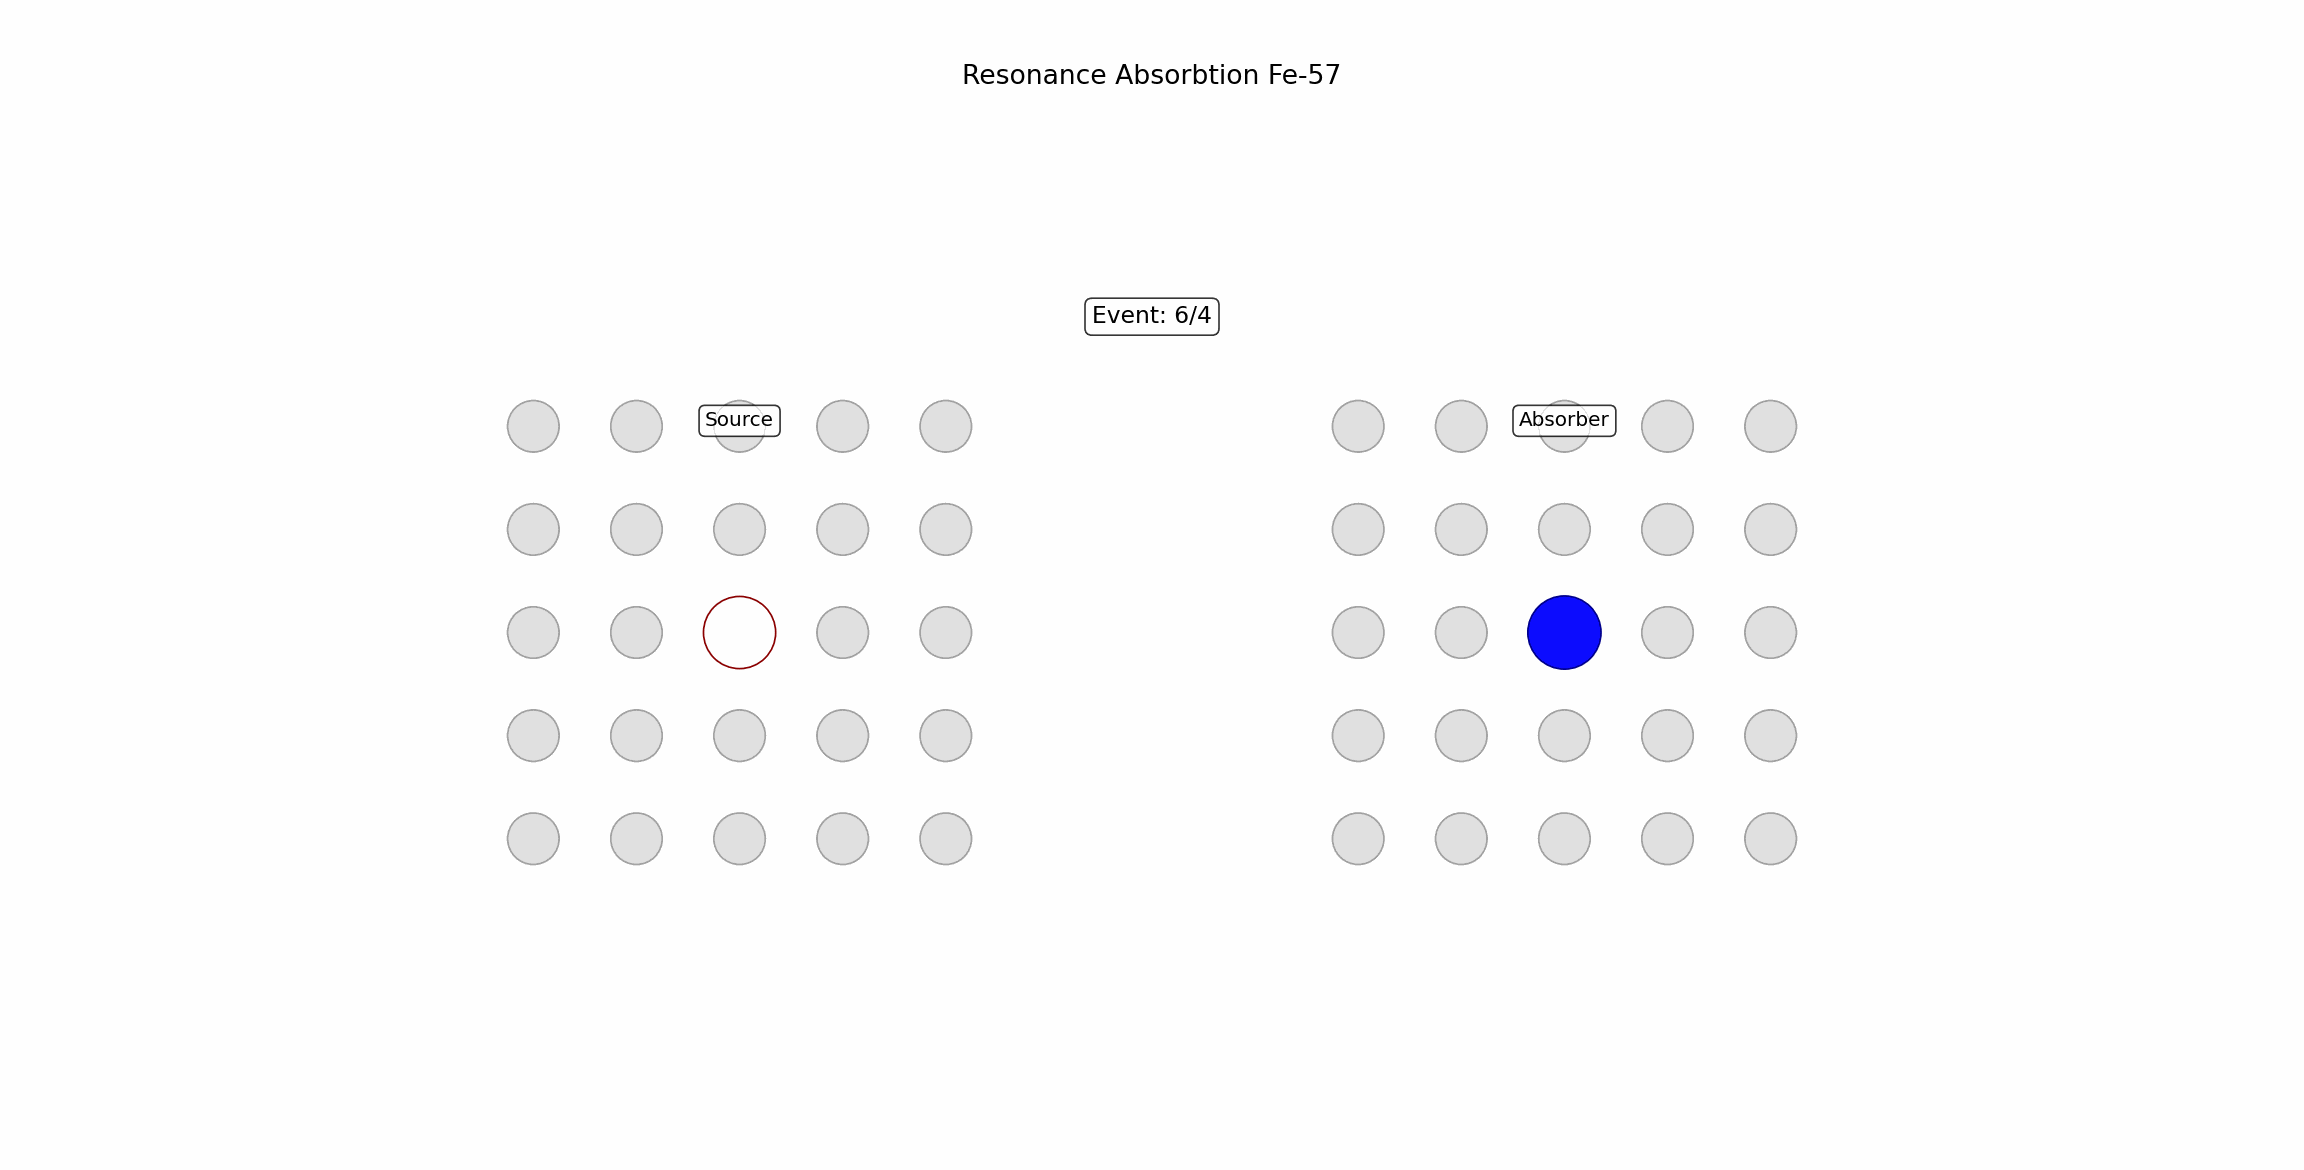 Resonance Absorbtion Fe-57
Event: 6/4
Source
Absorber